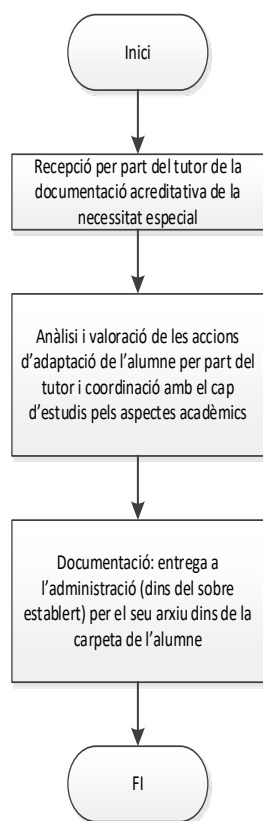 Inici
Recepció per part del tutor de la
documentació acreditativa de la
necessitat especial
Anàlisi i valoració de les accions
d'adaptació de l'alumne per part del
tutor i coordinació amb el cap
d'estudis pels aspectes acadèmics
Documentació: entrega a
l'administració (dins del sobre
establert) per el seu arxiu dins de la
carpeta de l'alumne
FI